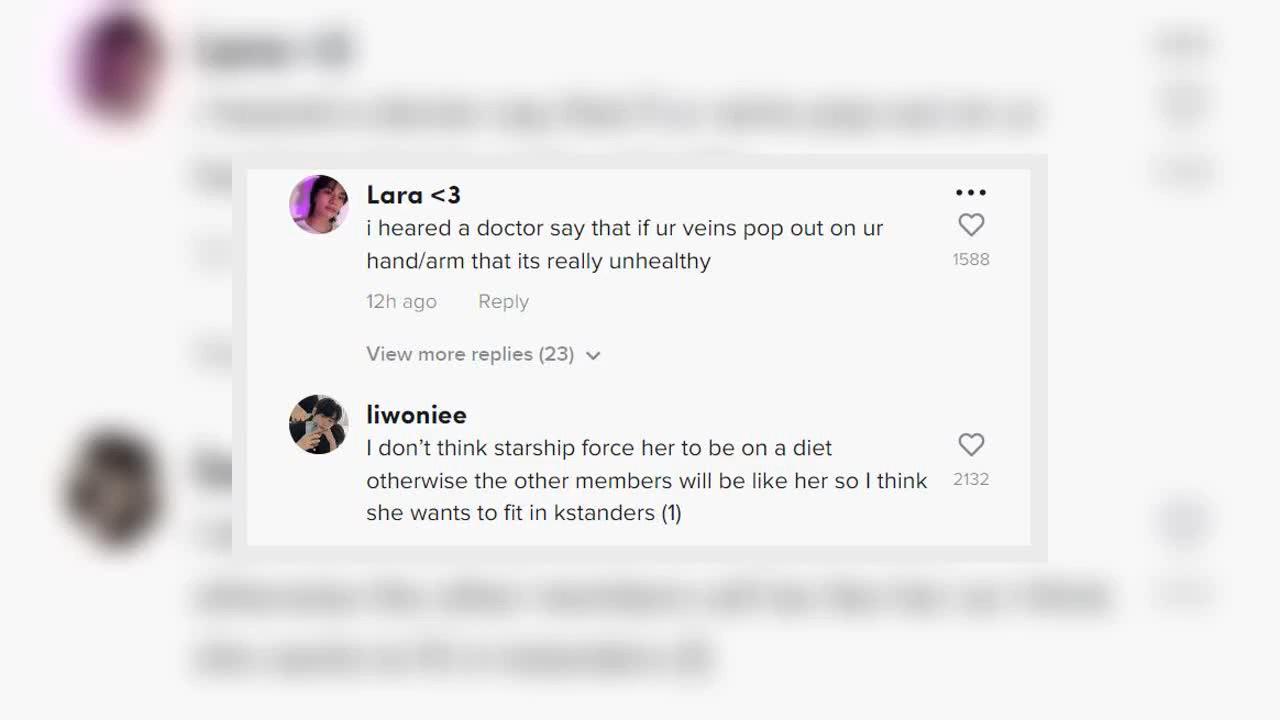 Lara <3
i heared a doctor say that if ur veins pop out on ur
hand/arm that its really unhealthy
1588
12h ago Reply
View more replies (23)
liwoniee
I don’t think starship force her to be on a diet
otherwise the other members will be like her so I think
2132
she wants to fit in kstanders (1)